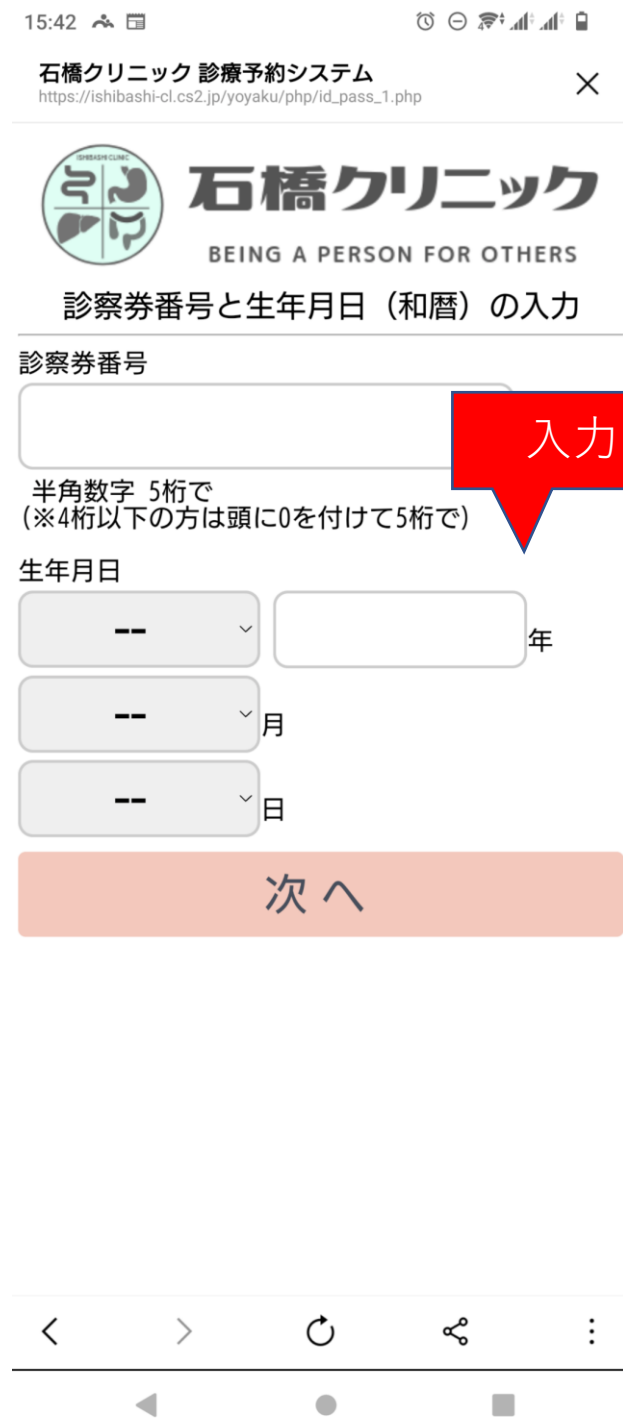 15:42
石橋クリニック 診療予約システム
https://ishibashi-cl.cs2.jp/yoyaku/php/id_pass_1.php
ISHIBASHI CLINIC
石橋クリニック
BEING A PERSON FOR OTHERS
診察券番号と生年月日（和暦）の入力
診察券番号
入力
半角数字 5桁で
(※4桁以下の方は頭に0を付けて5桁で)
生年月日
-- 年
-- 月
-- 日
次へ